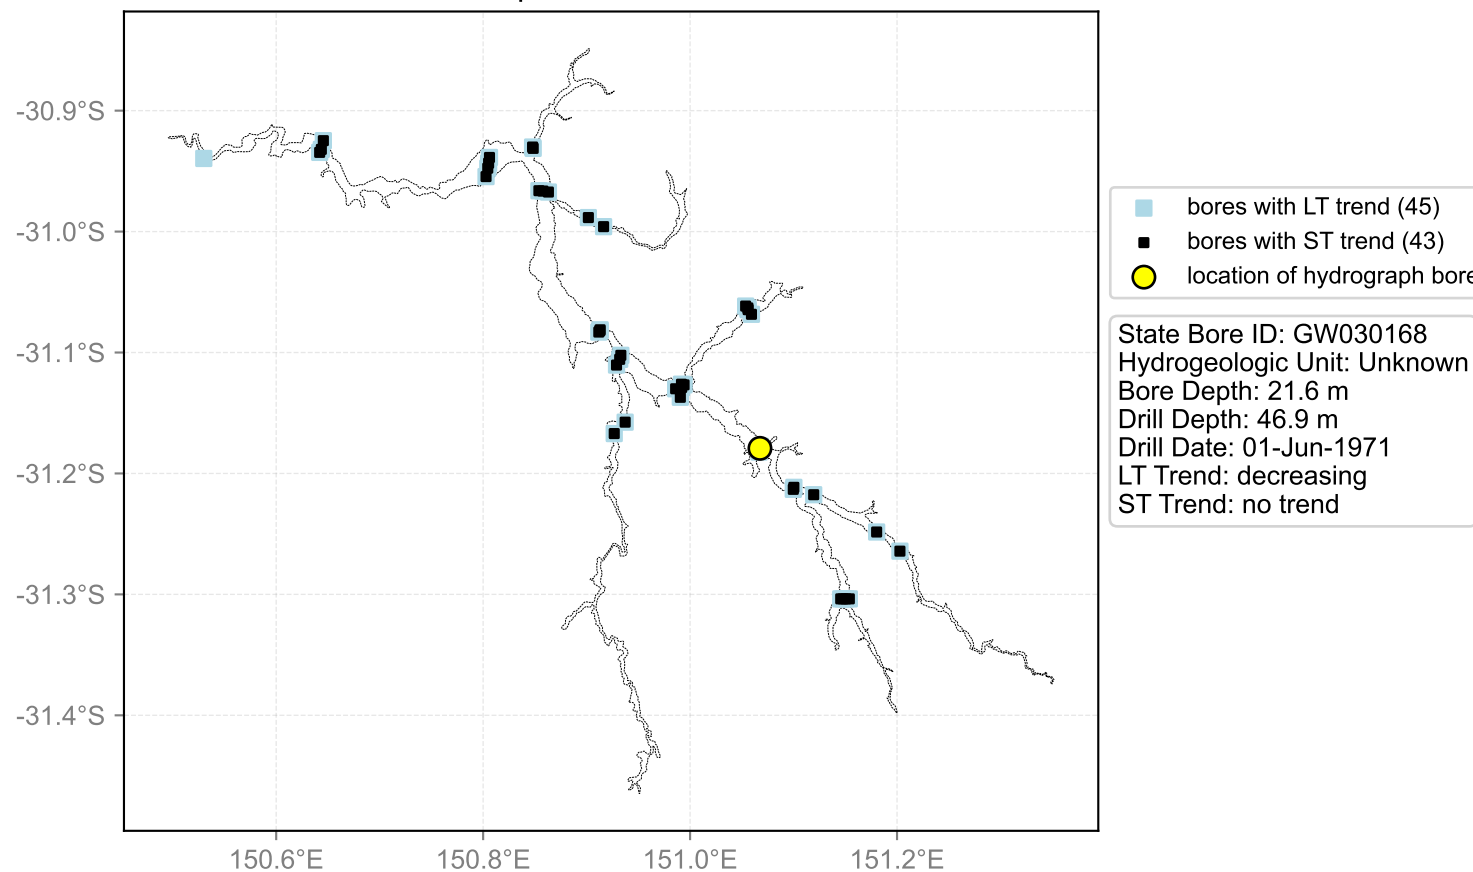 -30.9°S
-31.0°S
-31.1°S
-31.2°S
-31.3°S
-31.4°S
150.6°E
150.8°E
151.0°E
151.2°E
bores with LT trend (45)
bores with ST trend (43)
location of hydrograph bore
State Bore ID: GW030168
Hydrogeologic Unit: Unknown
Bore Depth: 21.6 m
Drill Depth: 46.9 m
Drill Date: 01-Jun-1971
LT Trend: decreasing
ST Trend: no trend